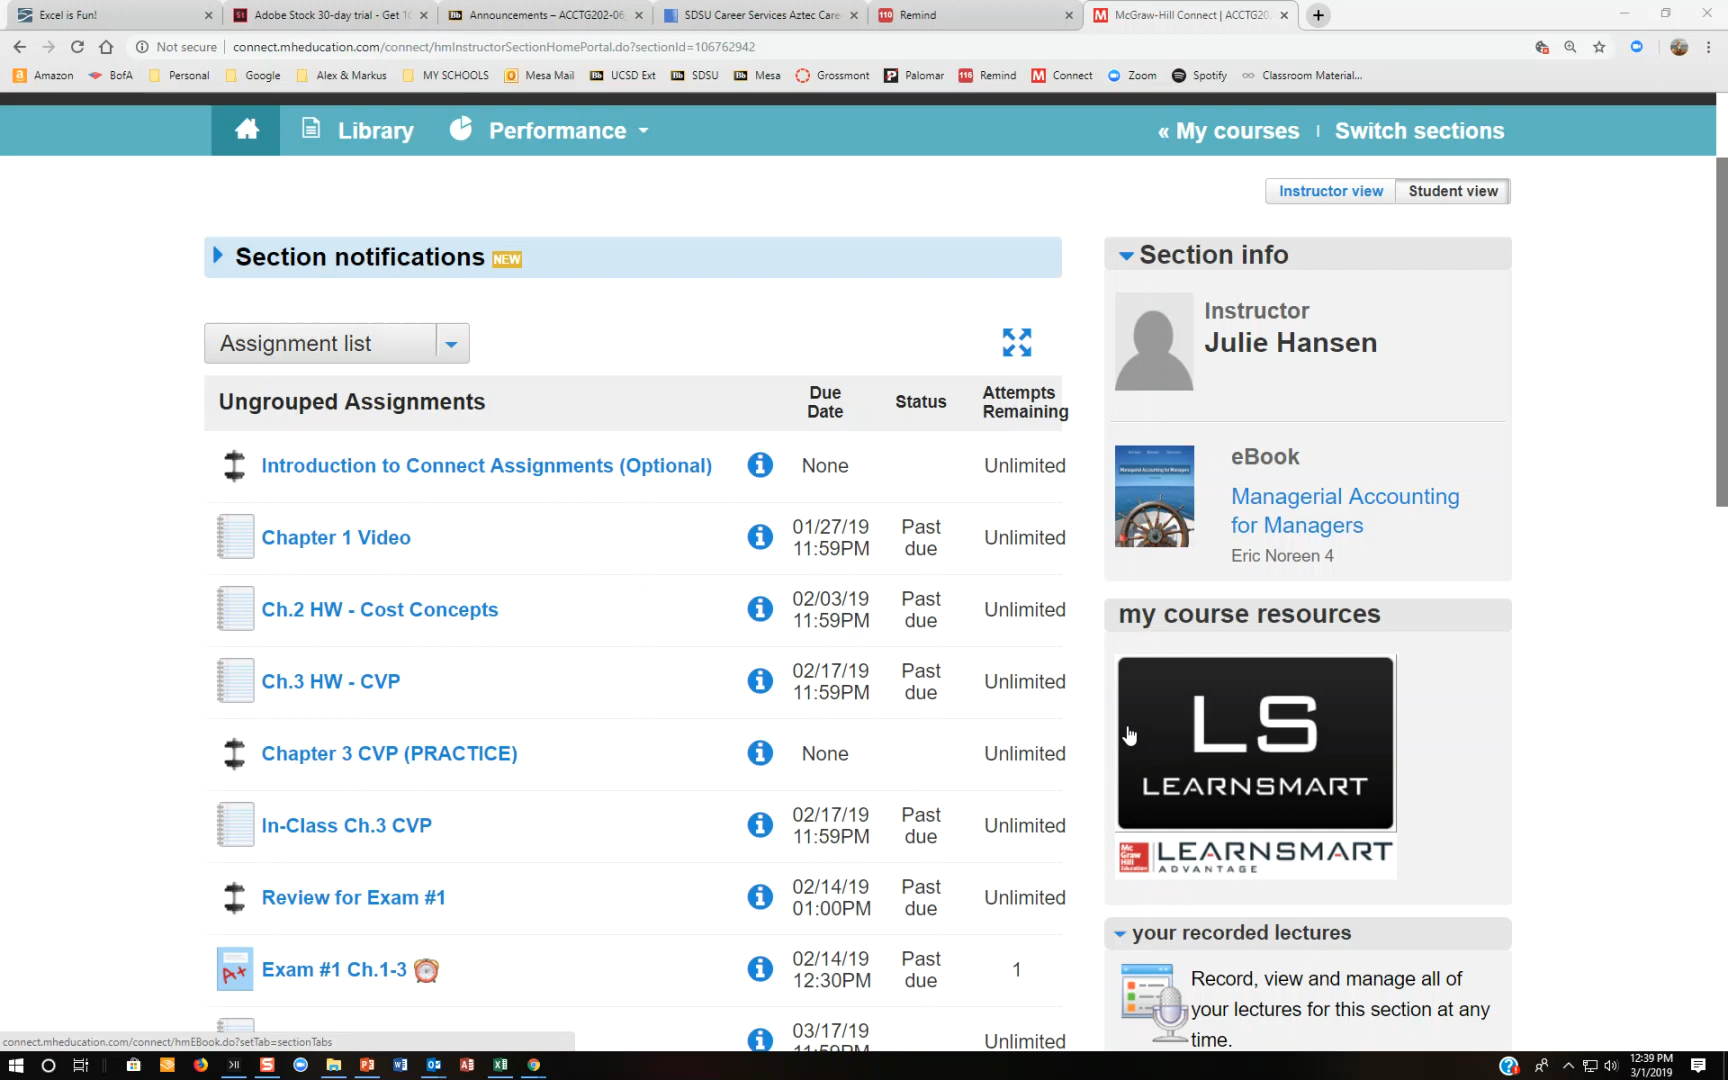 Excel is Fun!
Adobe Stock 30-day trial - Get 10
Announcements – ACCTG202-06
SDSU Career Services Aztec Care
Remind
McGraw-Hill Connect | ACCTG20
Not secure
connect.mheducation.com/connect/hmInstructorSectionHomePortal.do?sectionId=106762942
Amazon
BofA
Personal
Google
Alex & Markus
MY SCHOOLS
Mesa Mail
UCSD Ext
SDSU
Mesa
Grossmont
Palomar
Remind
Connect
Zoom
Spotify
Classroom Material...
Library
Performance
« My courses
Switch sections
Instructor view
Student view
Section notifications NEW
Section info
Instructor
Julie Hansen
Assignment list
Ungrouped Assignments
Due Date
Status
Attempts Remaining
Introduction to Connect Assignments (Optional)
None
Unlimited
Chapter 1 Video
01/27/19 11:59PM
Past due
Unlimited
Ch.2 HW - Cost Concepts
02/03/19 11:59PM
Past due
Unlimited
Ch.3 HW - CVP
02/17/19 11:59PM
Past due
Unlimited
Chapter 3 CVP (PRACTICE)
None
Unlimited
In-Class Ch.3 CVP
02/17/19 11:59PM
Past due
Unlimited
Review for Exam #1
02/14/19 01:00PM
Past due
Unlimited
A+
Exam #1 Ch.1-3
02/14/19 12:30PM
Past due
1
03/17/19 11:59PM
Unlimited
Managerial Accounting for Managers
eBook
Managerial Accounting
for Managers
Eric Noreen 4
my course resources
LS
LEARNSMART
Mc Graw Hill Education
LEARNSMART
ADVANTAGE
your recorded lectures
Record, view and manage all of
your lectures for this section at any
time.
connect.mheducation.com/connect/hmEBook.do?setTab=sectionTabs
12:39 PM
3/1/2019